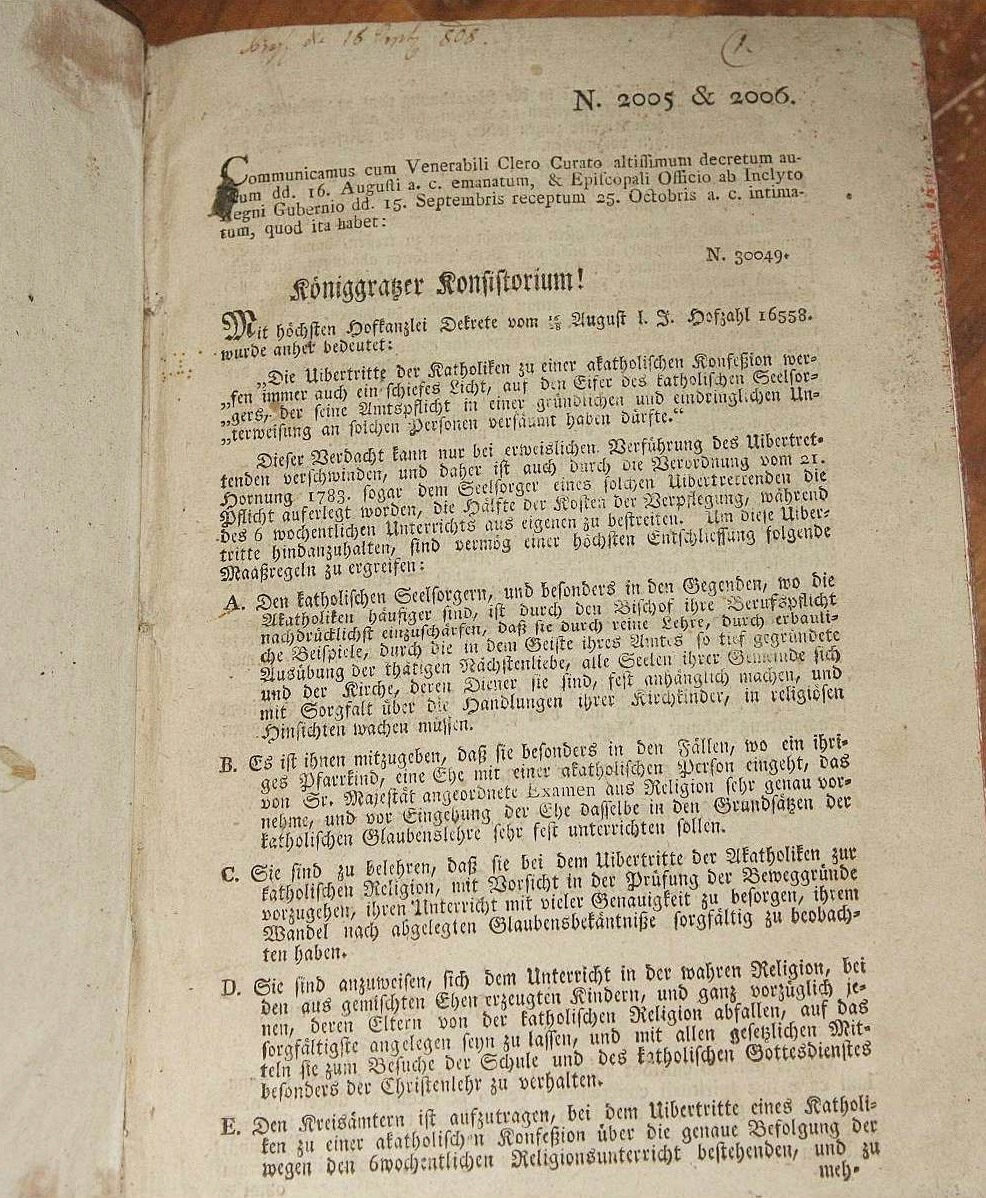 1.
N. 2005 & 2006.
Communicamus cum Venerabili Clero Curato altiſſimum decretum au-
dd. 16. Auguſti a. c. emanatum, & Epiſcopali Officio ab Inclyto
Regni Gubernio dd. 15. Septembris receptum 25. Octobris a. c. intima-
tum, quod ita habet:
N. 30049.
Königgratzer Konſiſtorium!
Mit höchſten Hofkanzlei Dekrete vom Auguſt l. J. Hofzahl 16558.
wurde anher bedeutet:
„Die Uibertritte der Katholiken zu einer akatholiſchen Konfeßion wer-
„fen immer auch ein ſchiefes Licht, auf den Eifer des katholiſchen Seelſor-
„gers, der ſeine Amtspflicht in einer gründlichen und eindringlichen Un-
„terweiſung an ſolchen Perſonen verſäumt haben dürfte.“
Dieſer Verdacht kann nur bei erweislichen Verführung des Uibertret-
tenden verſchwinden, und daher iſt auch durch die Verordnung vom 21.
Hornung 1783. ſogar dem Seelſorger eines ſolchen Uibertrettenden die
Pflicht auferlegt worden, die Hälfte der Koſten der Verpflegung, während
des 6 wochentlichen Unterrichts aus eigenen zu beſtreiten. Um dieſe Uiber-
tritte hindanzuhalten, ſind vermög einer höchſten Entſchlieſſung folgende
Maaßregeln zu ergreifen:
A. Den katholiſchen Seelſorgern, und beſonders in den Gegenden, wo die
Akatholiken häufiger ſind, iſt durch den Biſchof ihre Berufspflicht
nachdrücklichſt einzuſchärfen, daß ſie durch reine Lehre, durch erbauli-
che Beiſpiele, durch die in dem Geiſte ihres Amtes ſo tief gegründete
Ausübung der thätigen Nächſtenliebe, alle Seelen ihrer Gemeinde ſich
und der Kirche, deren Diener ſie ſind, feſt anhänglich machen, und
mit Sorgfalt über die Handlungen ihrer Kirchkinder, in religiöſen
Hinſichten wachen müſſen.
B. Es iſt ihnen mitzugeben, daß ſie beſonders in den Fällen, wo ein ihri-
ges Pfarrkind, eine Ehe mit einer akatholiſchen Perſon eingeht, das
von Sr. Majeſtät angeordnete Examen aus Religion ſehr genau vor-
nehme, und vor Eingehung der Ehe daſſelbe in den Grundſätzen der
katholiſchen Glaubenslehre ſehr feſt unterrichten ſollen.
C. Sie ſind zu belehren, daß ſie bei dem Uibertritte der Akatholiken zur
katholiſchen Religion, mit Vorſicht in der Prüfung der Beweggründe
vorzugehen, ihren Unterricht mit vieler Genauigkeit zu beſorgen, ihrem
Wandel nach abgelegten Glaubensbekäntniße ſorgfältig zu beobach-
ten haben.
D. Sie ſind anzuweiſen, ſich dem Unterricht in der wahren Religion, bei
den aus gemiſchten Ehen erzeugten Kindern, und ganz vorzüglich je-
nen, deren Eltern von der katholiſchen Religion abfallen, auf das
ſorgfältigſte angelegen ſeyn zu laſſen, und mit allen geſetzlichen Mit-
teln ſie zum Beſuche der Schule und des katholiſchen Gottesdienſtes
beſonders der Chriſtenlehr zu verhalten.
E. Den Kreisämtern iſt aufzutragen, bei dem Uibertritte eines Katholi-
ken zu einer akatholiſchen Konfeßion über die genaue Befolgung der
wegen den 6wochentlichen Religionsunterricht beſtehenden, und zu
meh-